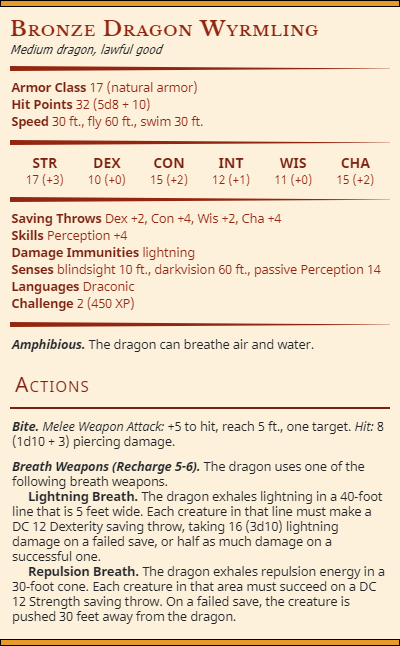 Bronze Dragon Wyrmling
Medium dragon, lawful good
Armor Class 17 (natural armor)
Hit Points 32 (5d8 + 10)
Speed 30 ft., fly 60 ft., swim 30 ft.
STR DEX CON INT WIS CHA
17 (+3) 10 (+0) 15 (+2) 12 (+1) 11 (+0) 15 (+2)
Saving Throws Dex +2, Con +4, Wis +2, Cha +4
Skills Perception +4
Damage Immunities lightning
Senses blindsight 10 ft., darkvision 60 ft., passive Perception 14
Languages Draconic
Challenge 2 (450 XP)
Amphibious. The dragon can breathe air and water.
Actions
Bite. Melee Weapon Attack: +5 to hit, reach 5 ft., one target. Hit: 8
(1d10 + 3) piercing damage.
Breath Weapons (Recharge 5-6). The dragon uses one of the
following breath weapons.
Lightning Breath. The dragon exhales lightning in a 40-foot
line that is 5 feet wide. Each creature in that line must make a
DC 12 Dexterity saving throw, taking 16 (3d10) lightning
damage on a failed save, or half as much damage on a
successful one.
Repulsion Breath. The dragon exhales repulsion energy in a
30-foot cone. Each creature in that area must succeed on a DC
12 Strength saving throw. On a failed save, the creature is
pushed 30 feet away from the dragon.